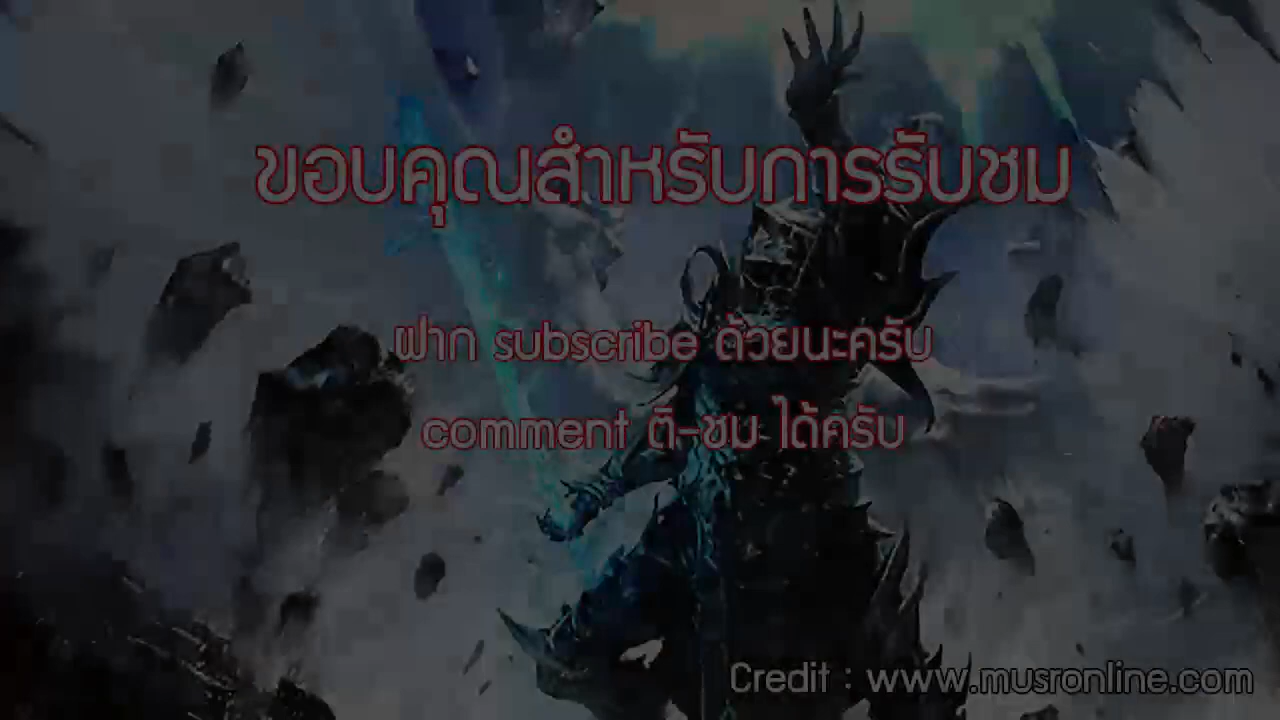 ขอบคุณสำหรับการรับชม
ฝาก subscribe ด้วยนะครับ
comment ติ-ชม ได้ครับ
Credit : www.musronline.com